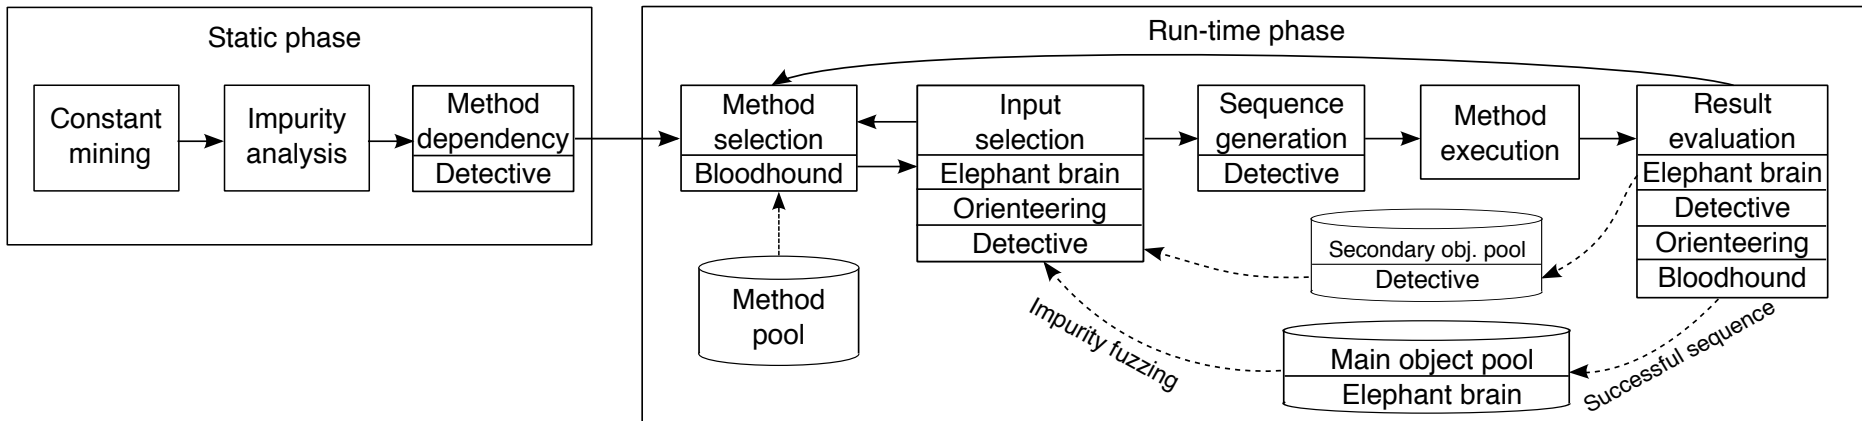 Static phase
Constant
mining
Impurity
analysis
Method
dependency
Detective
Run-time phase
Method
selection
Bloodhound
Method
pool
Input
selection
Elephant brain
Orienteering
Detective
Sequence
generation
Detective
Method
execution
Result
evaluation
Elephant brain
Detective
Orienteering
Bloodhound
Secondary obj. pool
Detective
Impurity fuzzing
Main object pool
Elephant brain
Successful sequence